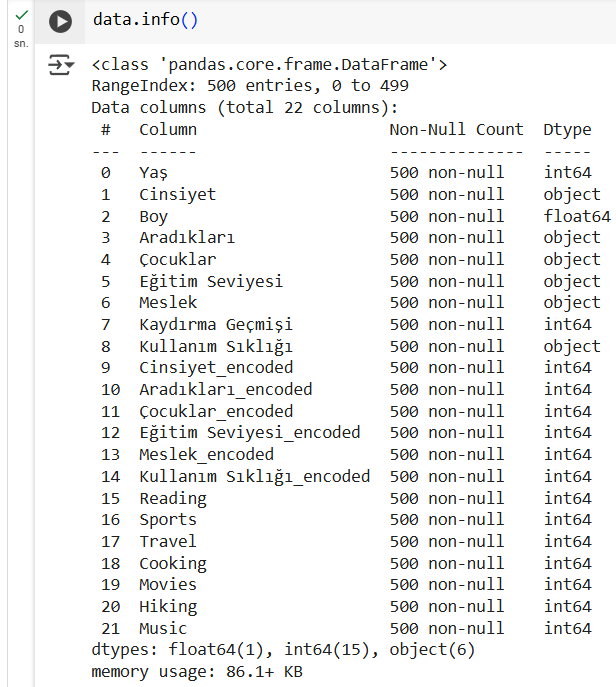 data.info()
0
sn.
<class 'pandas.core.frame.DataFrame'>
RangeIndex: 500 entries, 0 to 499
Data columns (total 22 columns):
 #   Column                    Non-Null Count  Dtype
---  ------                    --------------  -----
 0   Yaş                       500 non-null    int64
 1   Cinsiyet                  500 non-null    object
 2   Boy                       500 non-null    float64
 3   Aradıkları                500 non-null    object
 4   Çocuklar                  500 non-null    object
 5   Eğitim Seviyesi           500 non-null    object
 6   Meslek                    500 non-null    object
 7   Kaydırma Geçmişi          500 non-null    int64
 8   Kullanım Sıklığı          500 non-null    object
 9   Cinsiyet_encoded          500 non-null    int64
 10  Aradıkları_encoded        500 non-null    int64
 11  Çocuklar_encoded          500 non-null    int64
 12  Eğitim Seviyesi_encoded   500 non-null    int64
 13  Meslek_encoded            500 non-null    int64
 14  Kullanım Sıklığı_encoded  500 non-null    int64
 15  Reading                   500 non-null    int64
 16  Sports                    500 non-null    int64
 17  Travel                    500 non-null    int64
 18  Cooking                   500 non-null    int64
 19  Movies                    500 non-null    int64
 20  Hiking                    500 non-null    int64
 21  Music                     500 non-null    int64
dtypes: float64(1), int64(15), object(6)
memory usage: 86.1+ KB